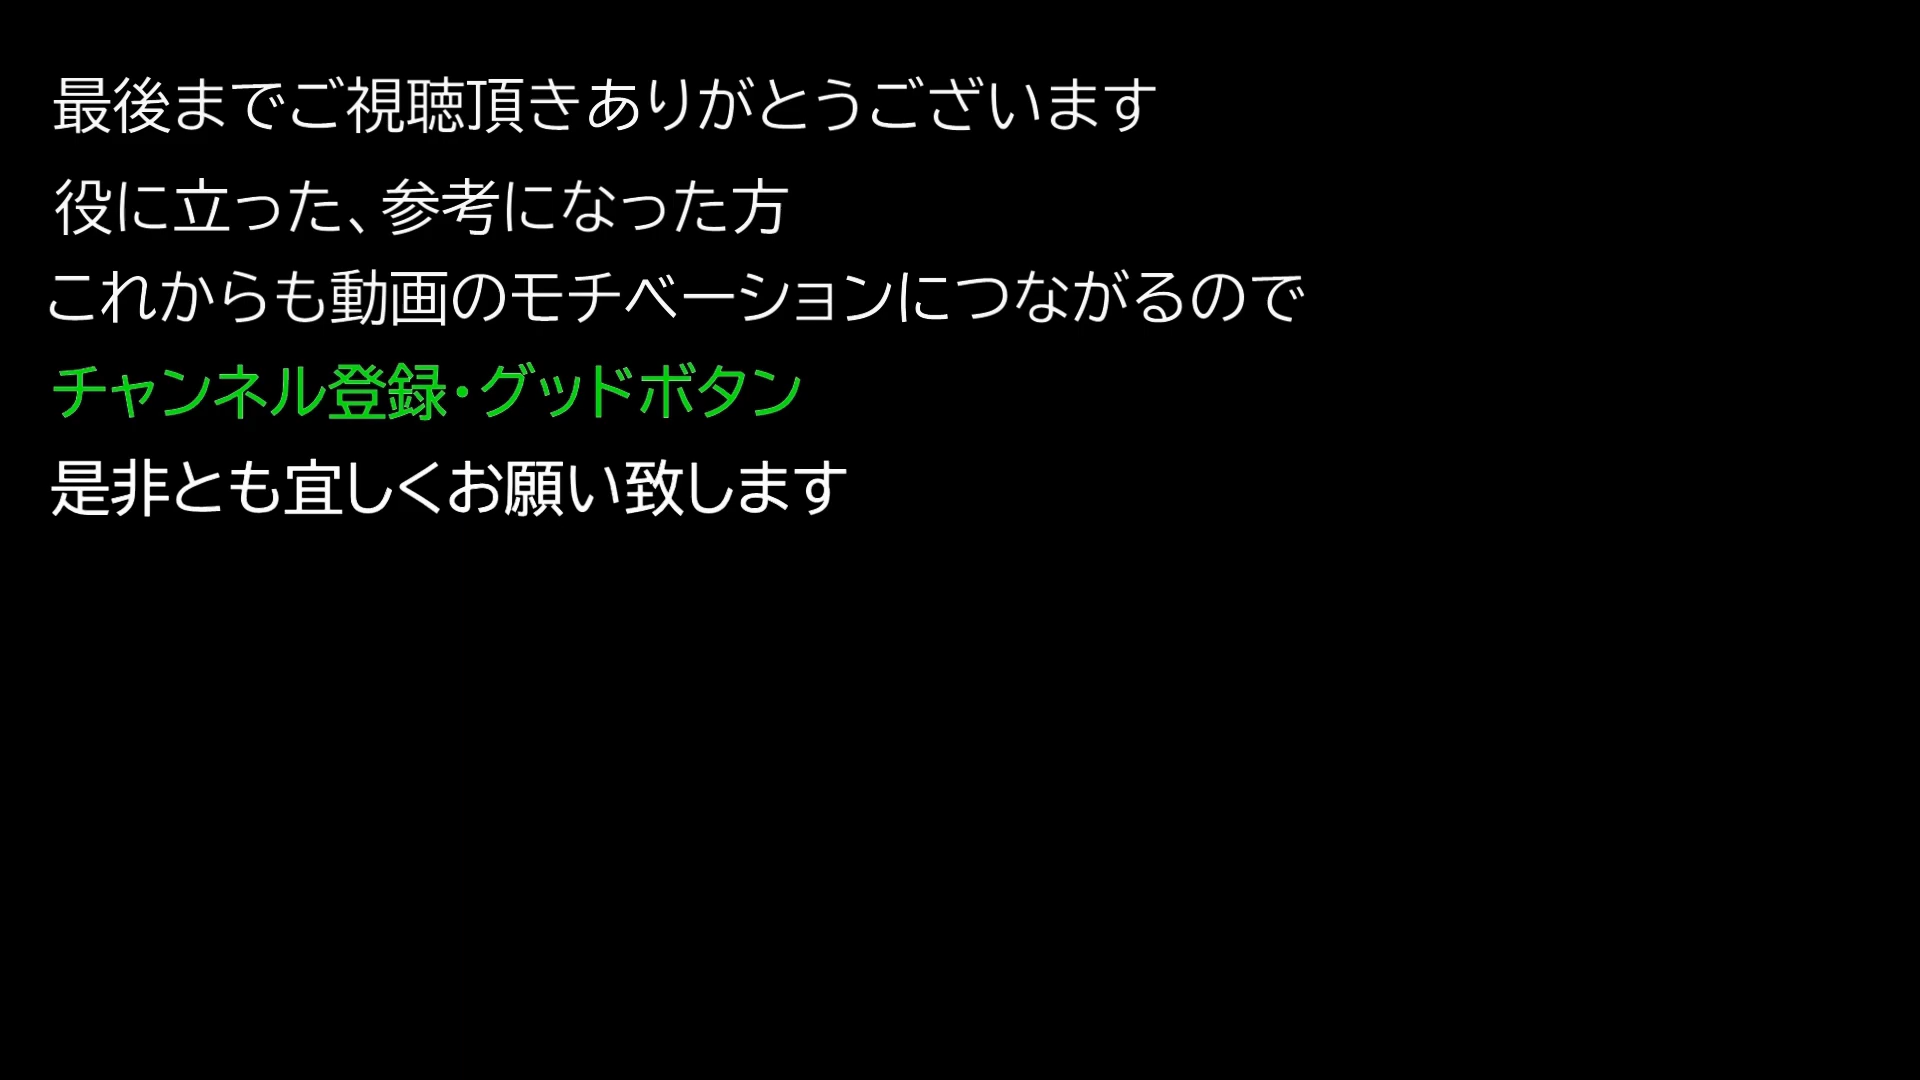 最後までご視聴頂きありがとうございます
役に立った、参考になった方
これからも動画のモチベーションにつながるので
チャンネル登録・グッドボタン
是非とも宜しくお願い致します